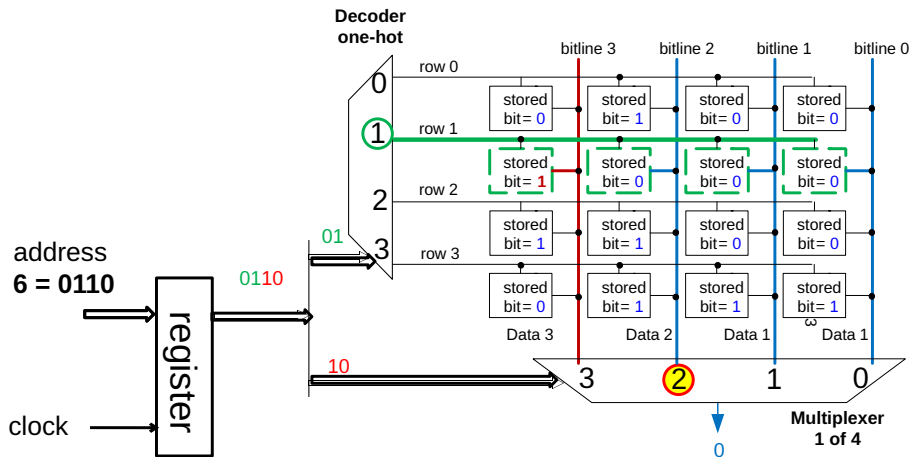 Decoder
one-hot
bitline 3
bitline 2
bitline 1
bitline 0
0
row 0
stored
bit= 0
stored
bit= 1
stored
bit= 0
stored
bit= 0
1
row 1
stored
bit= 1
stored
bit= 0
stored
bit= 0
stored
bit= 0
2
row 2
stored
bit= 1
stored
bit= 1
stored
bit= 0
stored
bit= 0
3
row 3
stored
bit= 0
stored
bit= 1
stored
bit= 1
stored
bit= 1
3
01
address
6 = 0110
0110
register
clock
10
Data 3
Data 2
Data 1
Data 1
3
2
1
0
Multiplexer
1 of 4
0